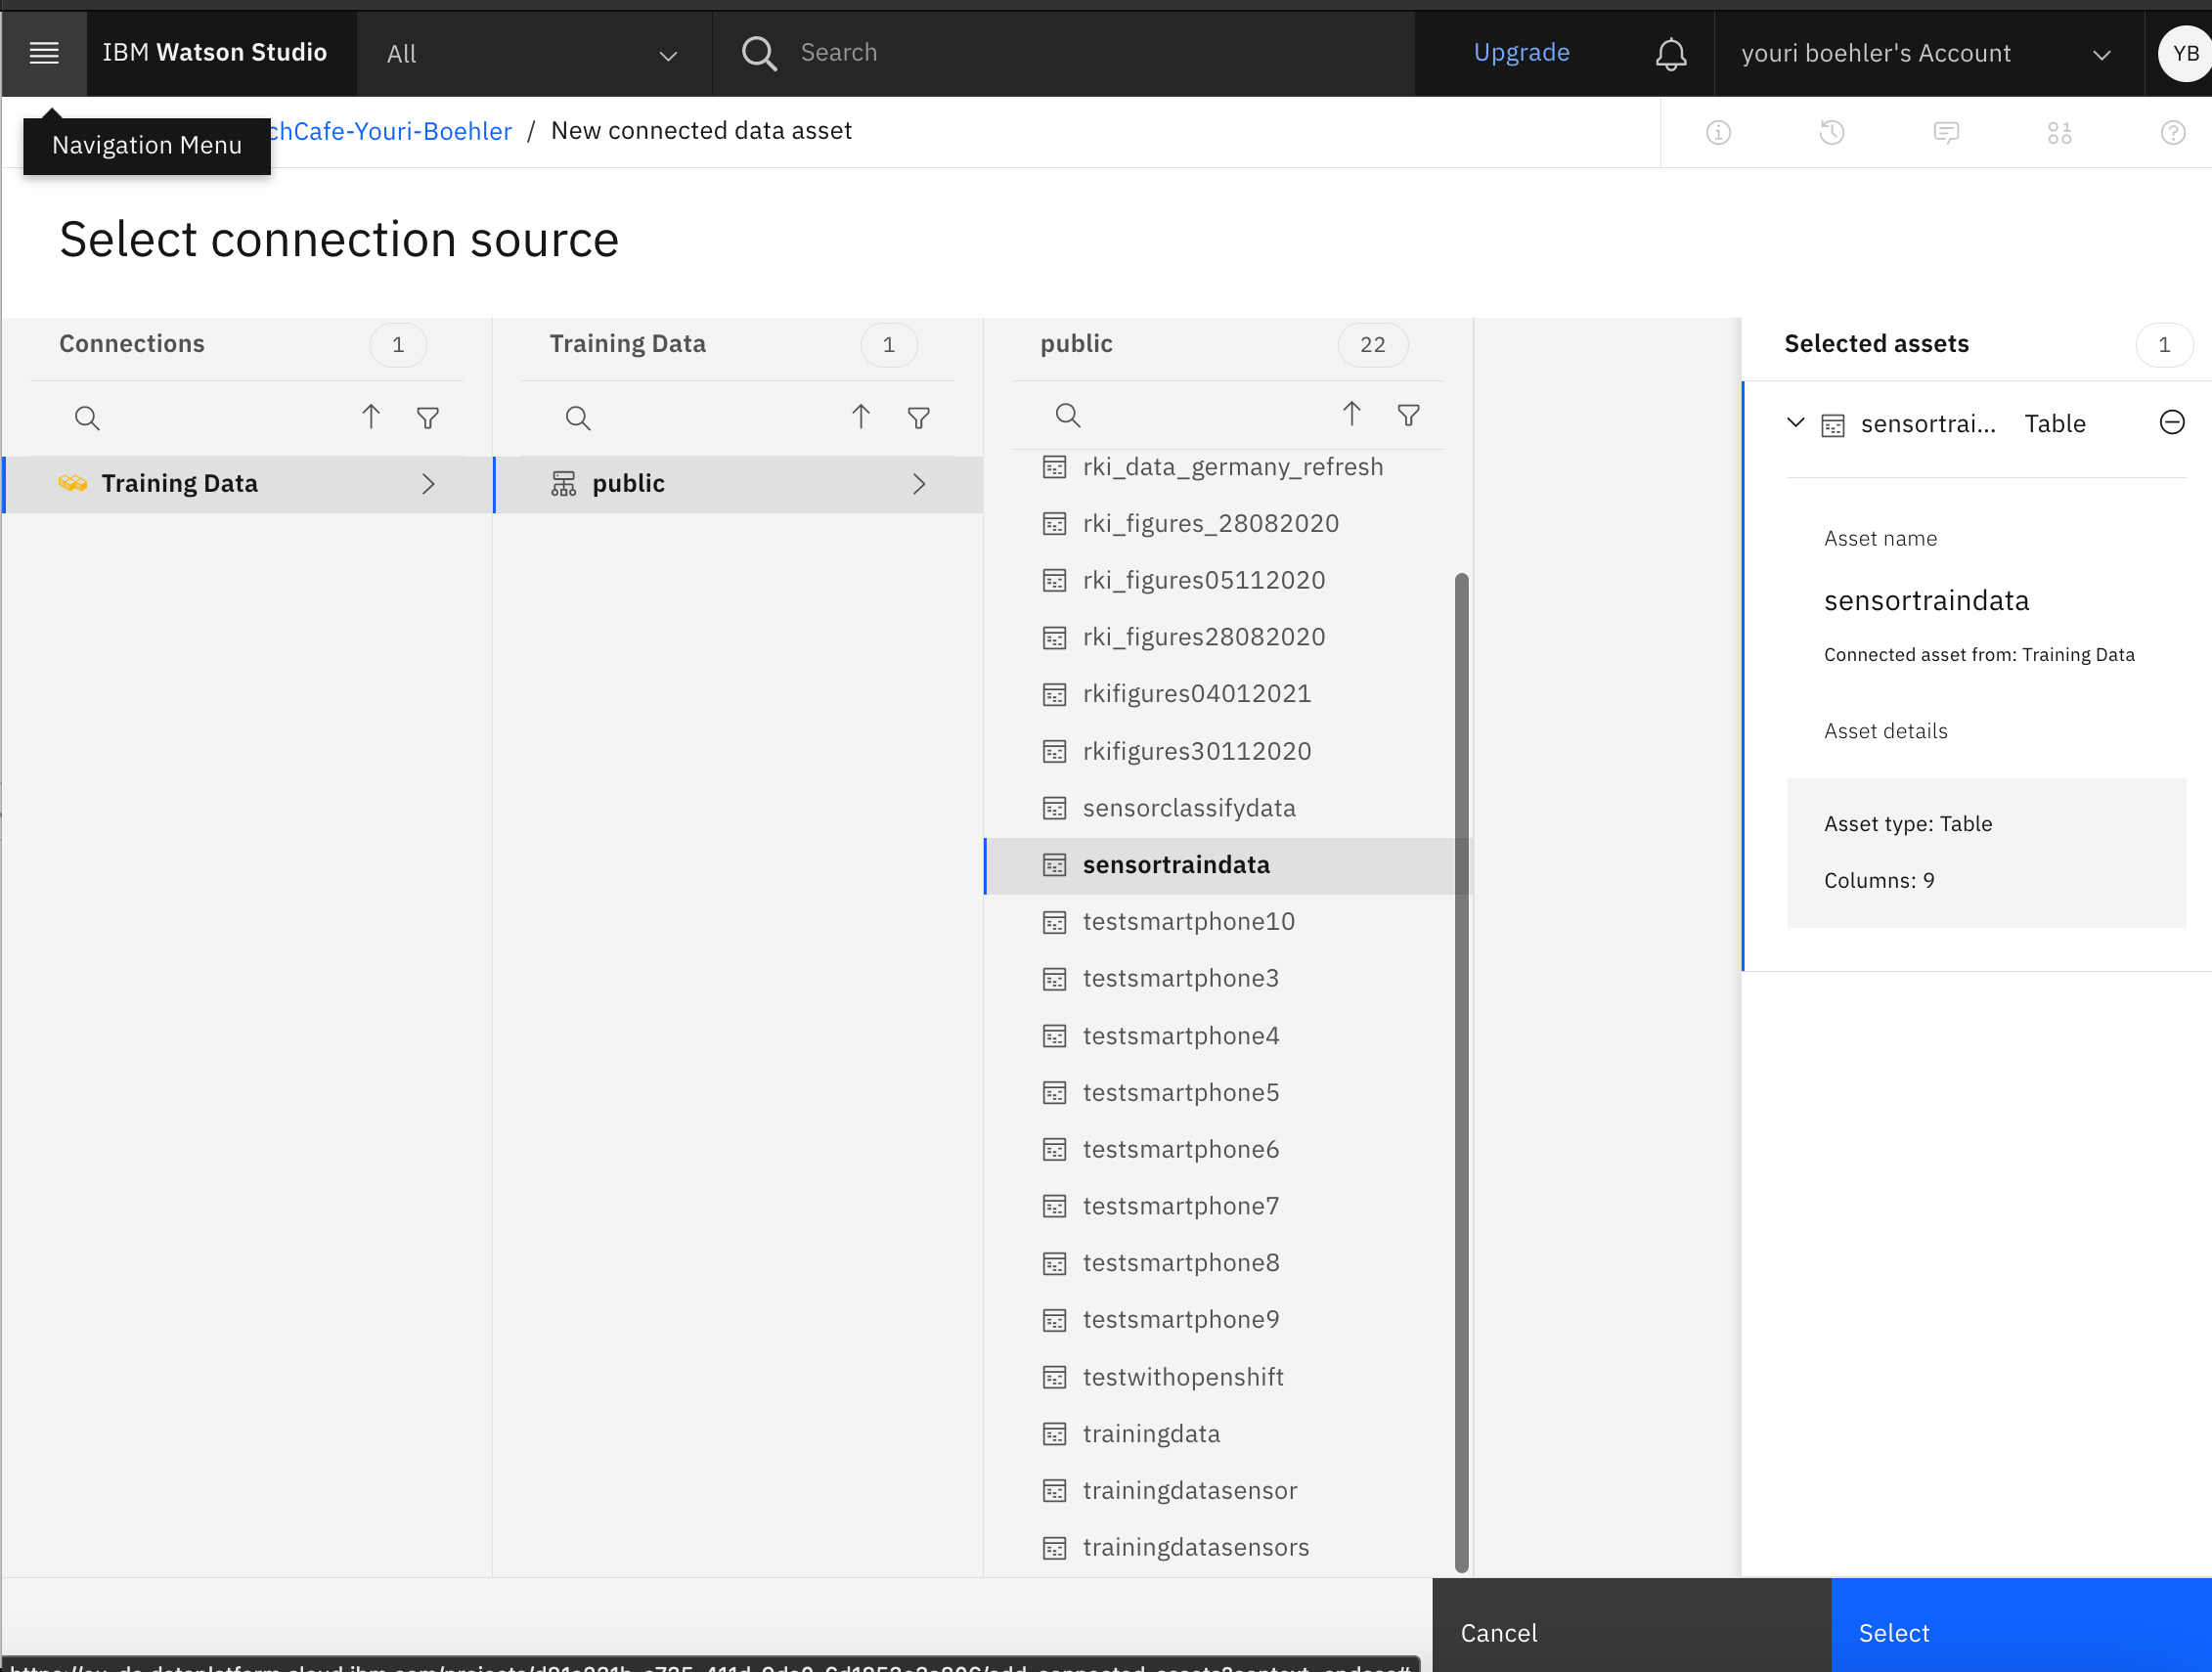 IBM Watson Studio
All
Search
Upgrade
youri boehler's Account
YB
Navigation Menu
chCafe-Youri-Boehler / New connected data asset
Select connection source
Connections 1
Training Data
Training Data 1
public
public 22
rki_data_germany_refresh
rki_figures_28082020
rki_figures05112020
rki_figures28082020
rkifigures04012021
rkifigures30112020
sensorclassifydata
sensortraindata
testsmartphone10
testsmartphone3
testsmartphone4
testsmartphone5
testsmartphone6
testsmartphone7
testsmartphone8
testsmartphone9
testwithopenshift
trainingdata
trainingdatasensor
trainingdatasensors
Selected assets 1
sensortrai... Table
Asset name
sensortraindata
Connected asset from: Training Data
Asset details
Asset type: Table
Columns: 9
Cancel
Select